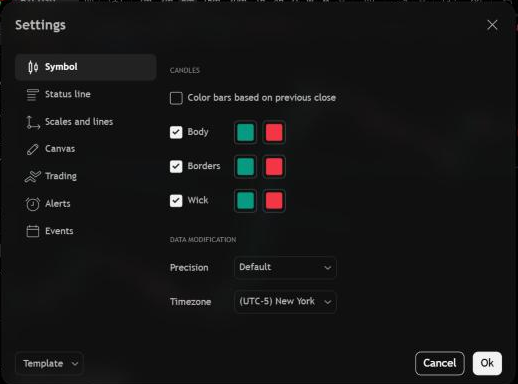 Settings
Symbol
Status line
Scales and lines
Canvas
Trading
Alerts
Events
CANDLES
Color bars based on previous close
Body
Borders
Wick
DATA MODIFICATION
Precision Default
Timezone (UTC-5) New York
Template
Cancel Ok